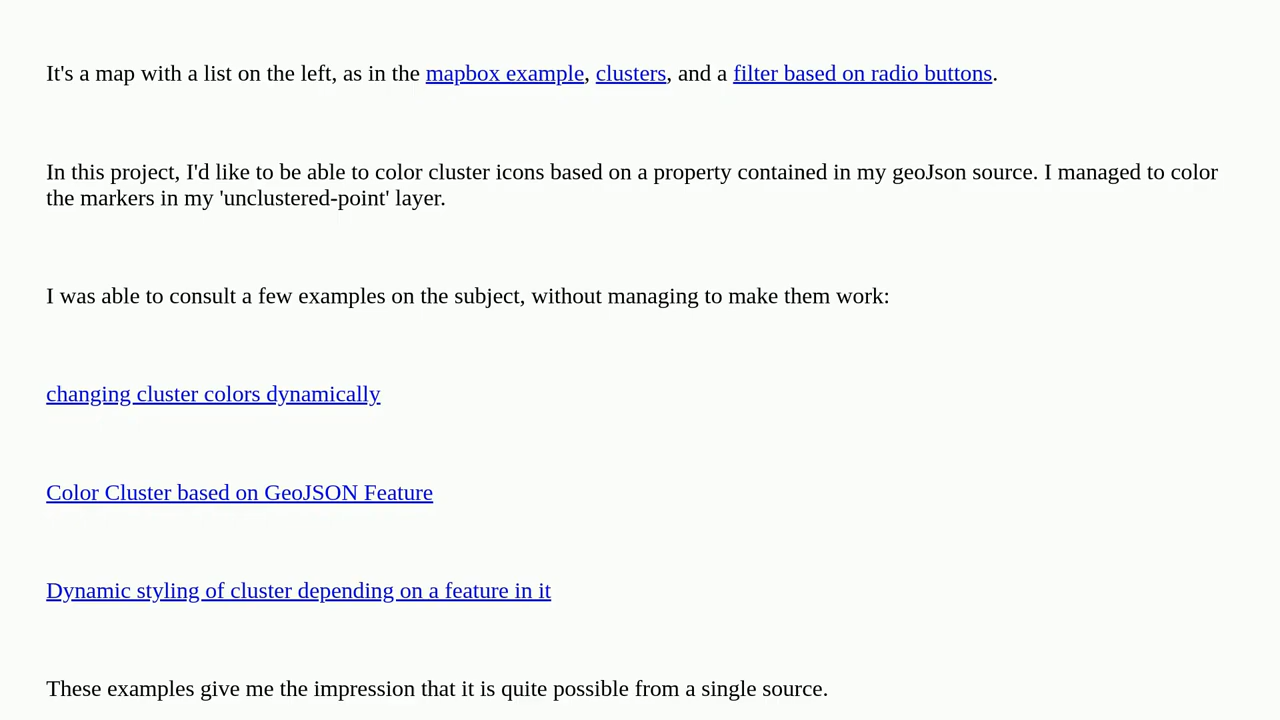 It's a map with a list on the left, as in the mapbox example, clusters, and a filter based on radio buttons.
In this project, I'd like to be able to color cluster icons based on a property contained in my geoJson source. I managed to color
the markers in my 'unclustered-point' layer.
I was able to consult a few examples on the subject, without managing to make them work:
changing cluster colors dynamically
Color Cluster based on GeoJSON Feature
Dynamic styling of cluster depending on a feature in it
These examples give me the impression that it is quite possible from a single source.